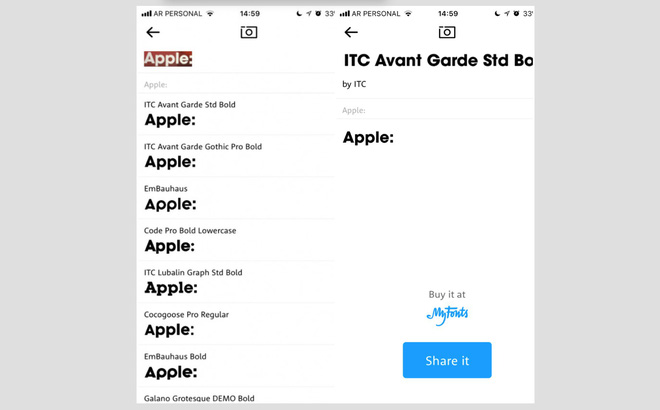 AR PERSONAL 14:59 33
Apple:
Apple:
ITC Avant Garde Std Bold
Apple:
ITC Avant Garde Gothic Pro Bold
Apple:
EmBauhaus
Apple:
Code Pro Bold Lowercase
Apple:
ITC Lubalin Graph Std Bold
Apple:
Cocogoose Pro Regular
Apple:
EmBauhaus Bold
Apple:
Galano Grotesque DEMO Bold
AR PERSONAL 14:59 33
ITC Avant Garde Std Bo
by ITC
Apple:
Apple:
Buy it at
MyFonts
Share it